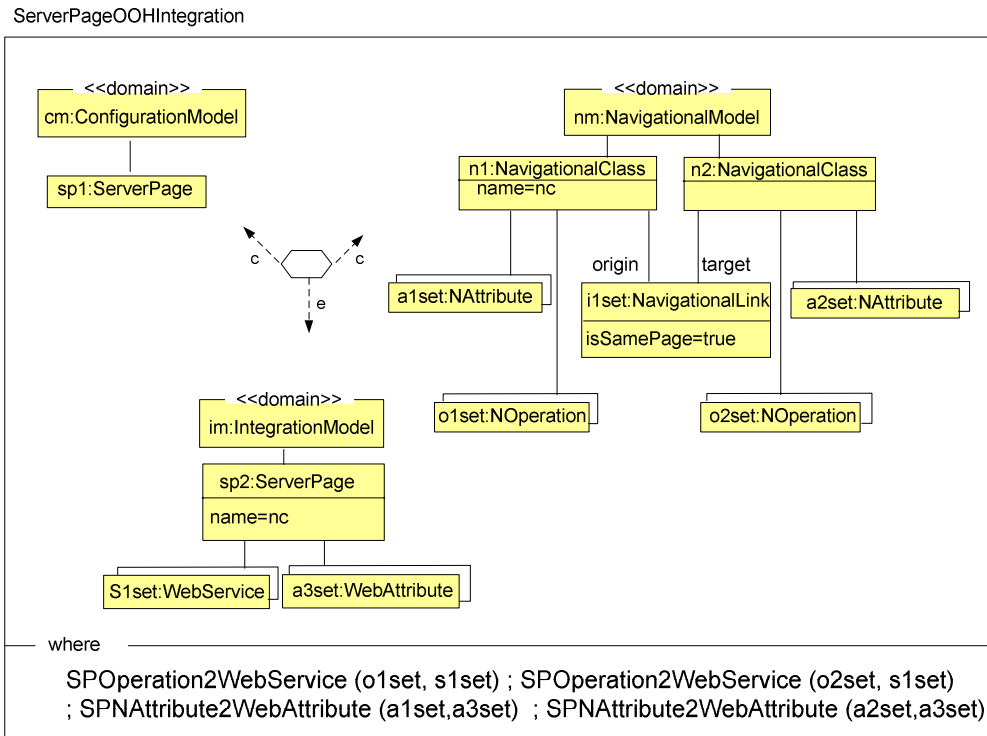 ServerPageOOHIntegration
<<domain>>
cm:ConfigurationModel
sp1:ServerPage
<<domain>>
nm:NavigationalModel
n1:NavigationalClass
name=nc
n2:NavigationalClass
c
c
e
origin
target
a1set:NAttribute
i1set:NavigationalLink
isSamePage=true
a2set:NAttribute
o1set:NOperation
o2set:NOperation
<<domain>>
im:IntegrationModel
sp2:ServerPage
name=nc
S1set:WebService
a3set:WebAttribute
where
SPOperation2WebService (o1set, s1set) ; SPOperation2WebService (o2set, s1set)
; SPNAttribute2WebAttribute (a1set,a3set) ; SPNAttribute2WebAttribute (a2set,a3set)